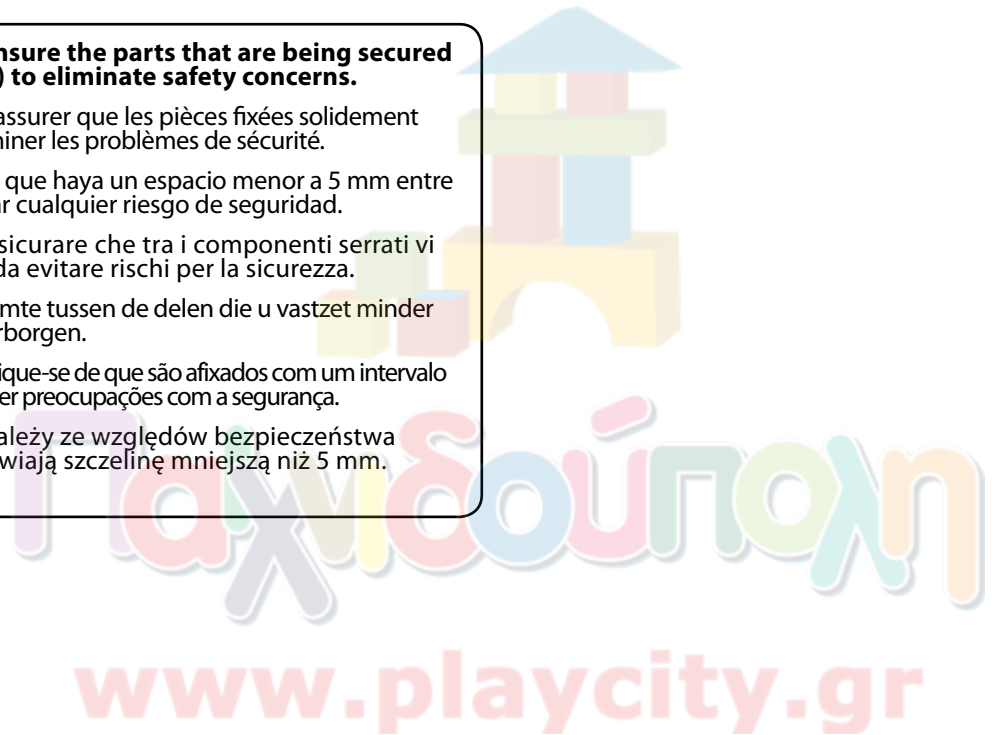 nsure the parts that are being secured
) to eliminate safety concerns.
assurer que les pièces fixées solidement
niner les problèmes de sécurité.
que haya un espacio menor a 5 mm entre
r cualquier riesgo de seguridad.
sicurare che tra i componenti serrati vi
da evitare rischi per la sicurezza.
mte tussen de delen die u vastzet minder
rborgen.
ique-se de que são afixados com um intervalo
er preocupações com a segurança.
ależy ze względów bezpieczeństwa
wiają szczelinę mniejszą niż 5 mm.
Παιχνιδούπολη
www.playcity.gr